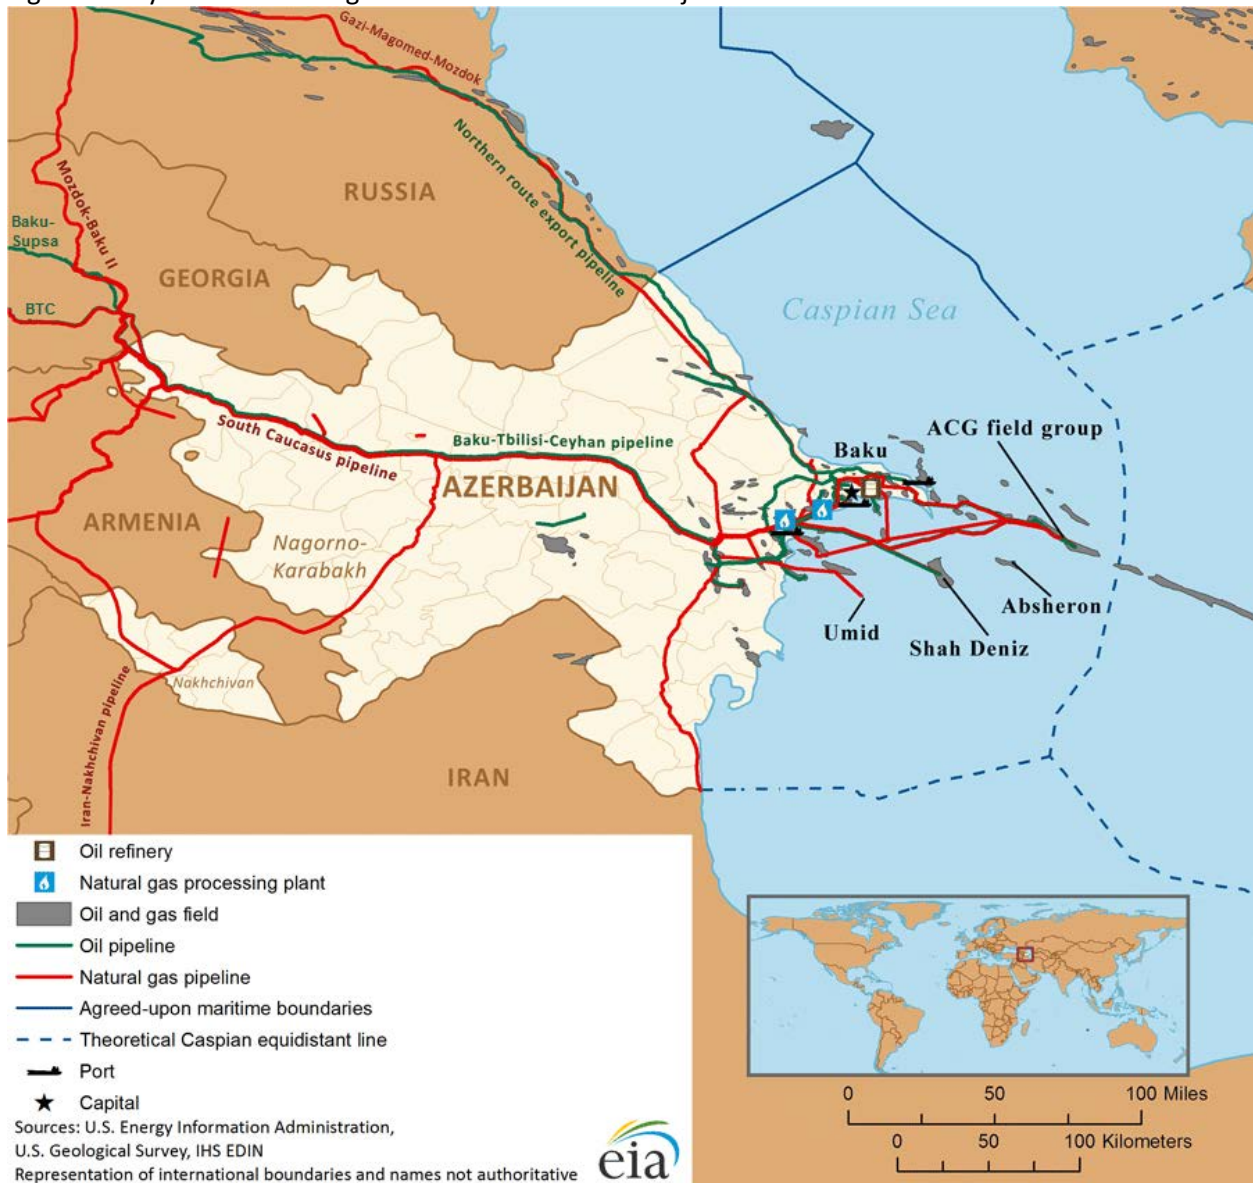 Gazi-Magomed-Mozdok
Northern route export pipeline
RUSSIA
Mozdok-Baku II
Baku-
Supsa
GEORGIA
BTC
Caspian Sea
ACG field group
Baku
South Caucasus pipeline
Baku-Tbilisi-Ceyhan pipeline
AZERBAIJAN
ARMENIA
Nagorno-
Karabakh
Absheron
Umid
Shah Deniz
Nakhchivan
Iran-Nakhchivan pipeline
IRAN
Oil refinery
Natural gas processing plant
Oil and gas field
Oil pipeline
Natural gas pipeline
Agreed-upon maritime boundaries
Theoretical Caspian equidistant line
Port
Capital
Sources: U.S. Energy Information Administration,
U.S. Geological Survey, IHS EDIN
Representation of international boundaries and names not authoritative
eia
0 50 100 Miles
0 50 100 Kilometers